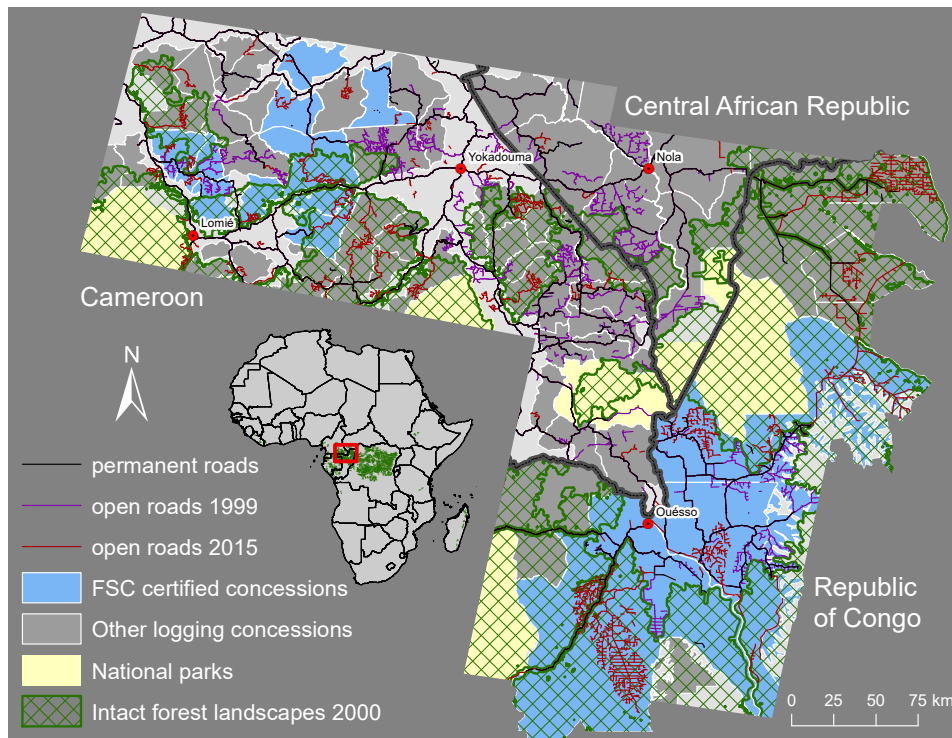 Central African Republic
Yokadouma
Nola
Lomié
Cameroon
N
permanent roads
open roads 1999
open roads 2015
FSC certified concessions
Other logging concessions
National parks
Intact forest landscapes 2000
Ouésso
Republic
of Congo
0 25 50 75 km